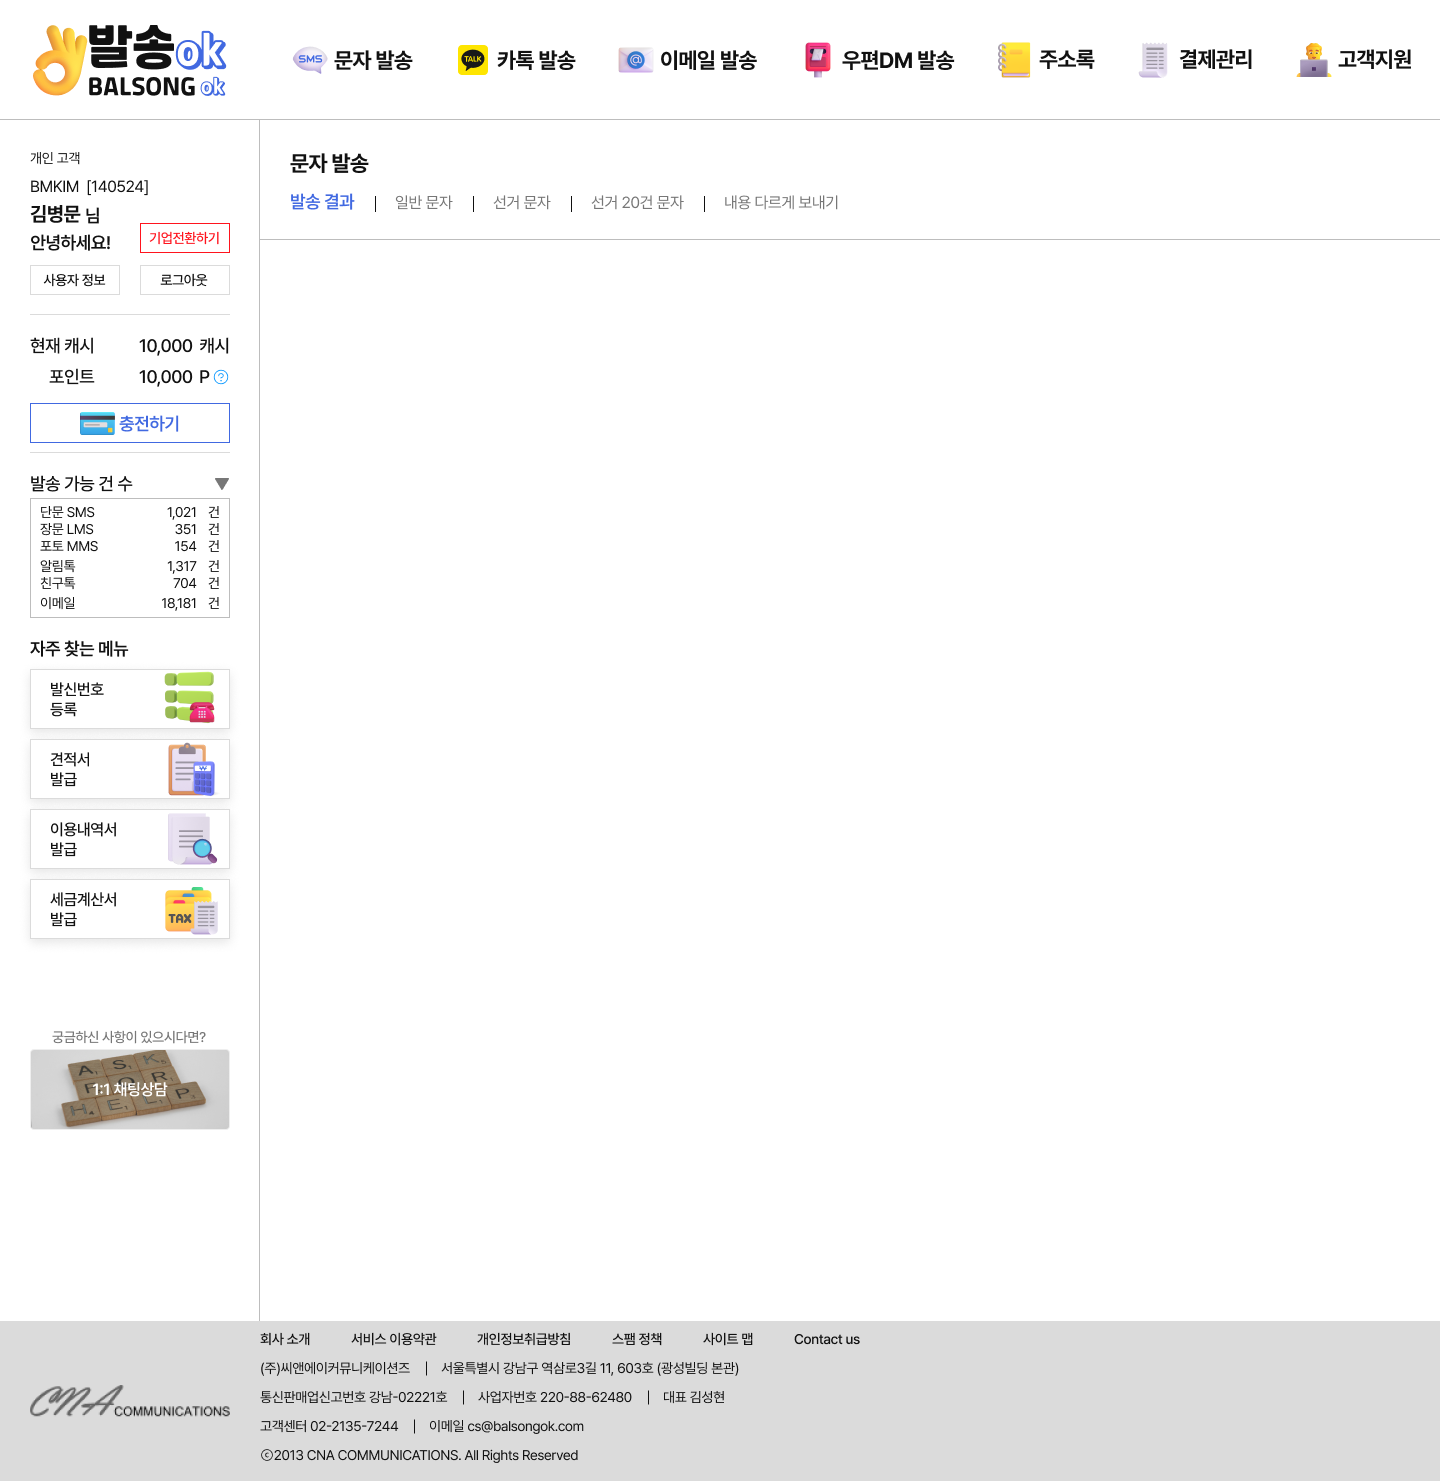 발송ok
BALSONG ok
SMS 문자 발송
TALK 카톡 발송
@ 이메일 발송
우편DM 발송
주소록
결제관리
고객지원
개인 고객
BMKIM [140524]
김병문 님
안녕하세요!
기업전환하기
사용자 정보
로그아웃
현재 캐시 10,000 캐시
포인트 10,000 P ?
충전하기
발송 가능 건 수 ▼
단문 SMS 1,021 건
장문 LMS 351 건
포토 MMS 154 건
알림톡 1,317 건
친구톡 704 건
이메일 18,181 건
자주 찾는 메뉴
발신번호
등록
견적서
발급
₩
이용내역서
발급
세금계산서
발급
TAX
궁금하신 사항이 있으시다면?
ASK
FOR
HELP
1:1 채팅상담
문자 발송
발송 결과 | 일반 문자 | 선거 문자 | 선거 20건 문자 | 내용 다르게 보내기
CNA COMMUNICATIONS
회사 소개 서비스 이용약관 개인정보취급방침 스팸 정책 사이트 맵 Contact us
(주)씨앤에이커뮤니케이션즈 | 서울특별시 강남구 역삼로3길 11, 603호 (광성빌딩 본관)
통신판매업신고번호 강남-02221호 | 사업자번호 220-88-62480 | 대표 김성현
고객센터 02-2135-7244 | 이메일 cs@balsongok.com
ⓒ2013 CNA COMMUNICATIONS. All Rights Reserved